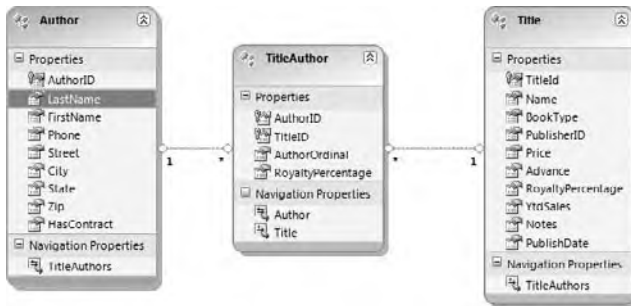 Author
Properties
AuthorID
LastName
FirstName
Phone
Street
City
State
Zip
HasContract
Navigation Properties
TitleAuthors
1
*
TitleAuthor
Properties
AuthorID
TitleID
AuthorOrdinal
RoyaltyPercentage
Navigation Properties
Author
Title
*
1
Title
Properties
TitleId
Name
BookType
PublisherID
Price
Advance
RoyaltyPercentage
YtdSales
Notes
PublishDate
Navigation Properties
TitleAuthors